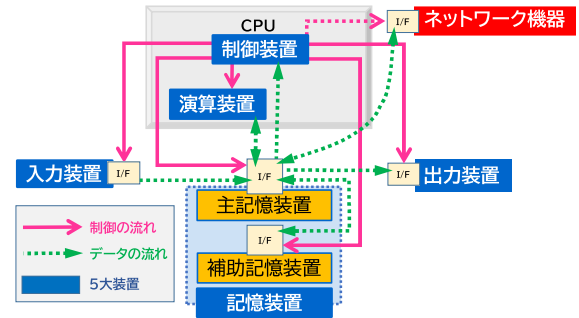 CPU
I/F
ネットワーク機器
制御装置
演算装置
入力装置
I/F
I/F
I/F
出力装置
主記憶装置
I/F
補助記憶装置
記憶装置
制御の流れ
データの流れ
5大装置